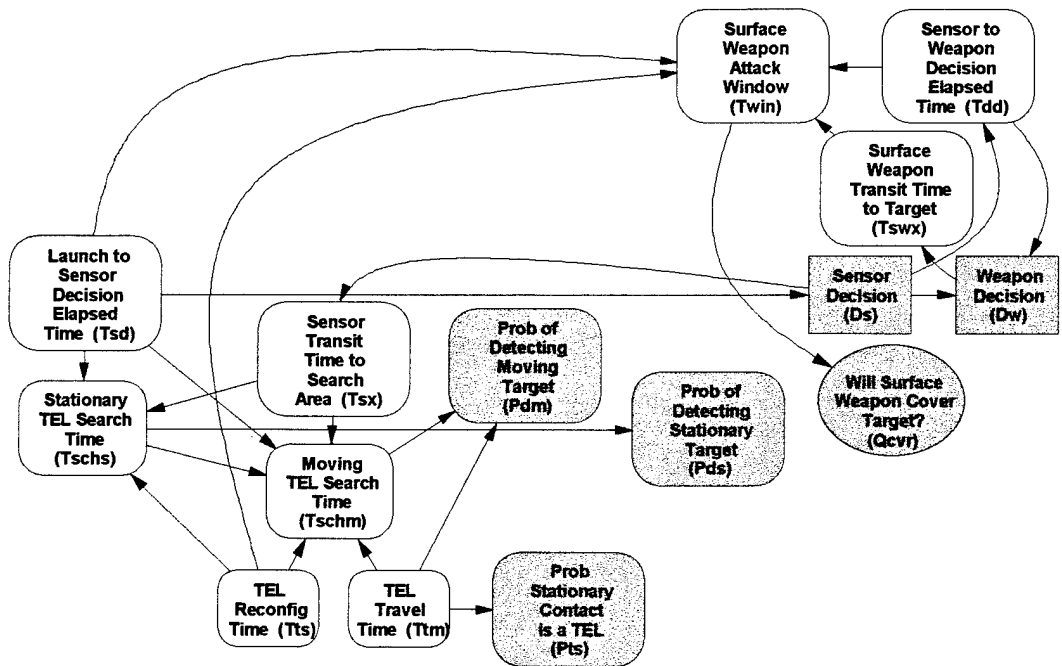 Surface
Weapon
Attack
Window
(Twin)
Sensor to
Weapon
Decision
Elapsed
Time (Tdd)
Surface
Weapon
Transit Time
to Target
(Tswx)
Launch to
Sensor
Decision
Elapsed
Time (Tsd)
Sensor
Decision
(Ds)
Weapon
Decision
(Dw)
Sensor
Transit
Time to
Search
Area (Tsx)
Prob of
Detecting
Moving
Target
(Pdm)
Prob of
Detecting
Stationary
Target
(Pds)
Will Surface
Weapon Cover
Target?
(Qcvr)
Stationary
TEL Search
Time
(Tschs)
Moving
TEL Search
Time
(Tschm)
TEL
Reconfig
Time (Tts)
TEL
Travel
Time (Ttm)
Prob
Stationary
Contact
is a TEL
(Pts)